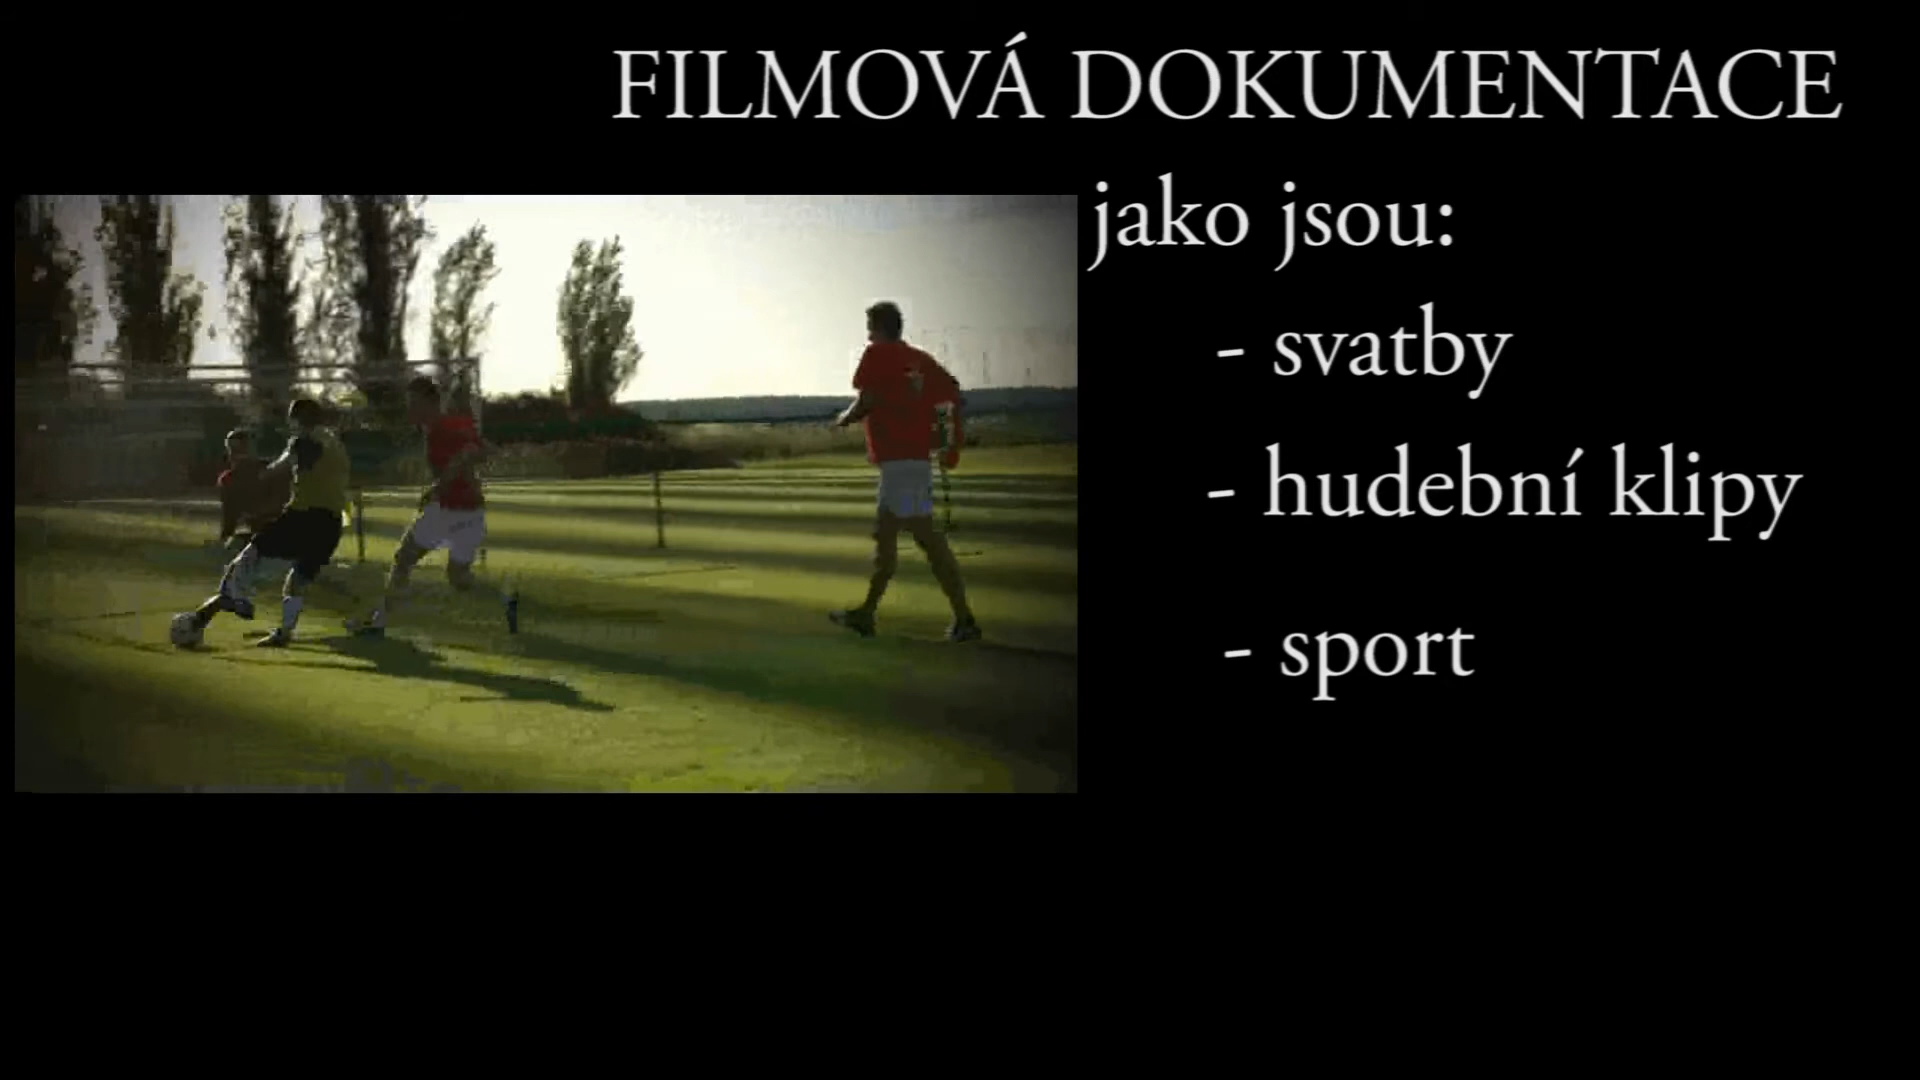 FILMOVÁ DOKUMENTACE
jako jsou:
- svatby
- hudební klipy
- sport